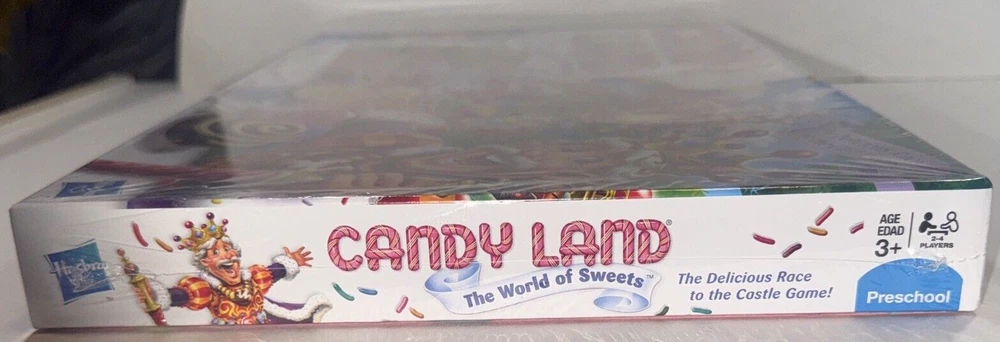 Hasbro
CANDY LAND®
The World of Sweets™
The Delicious Race
to the Castle Game!
AGE
EDAD
3+
2-4
PLAYERS
Preschool